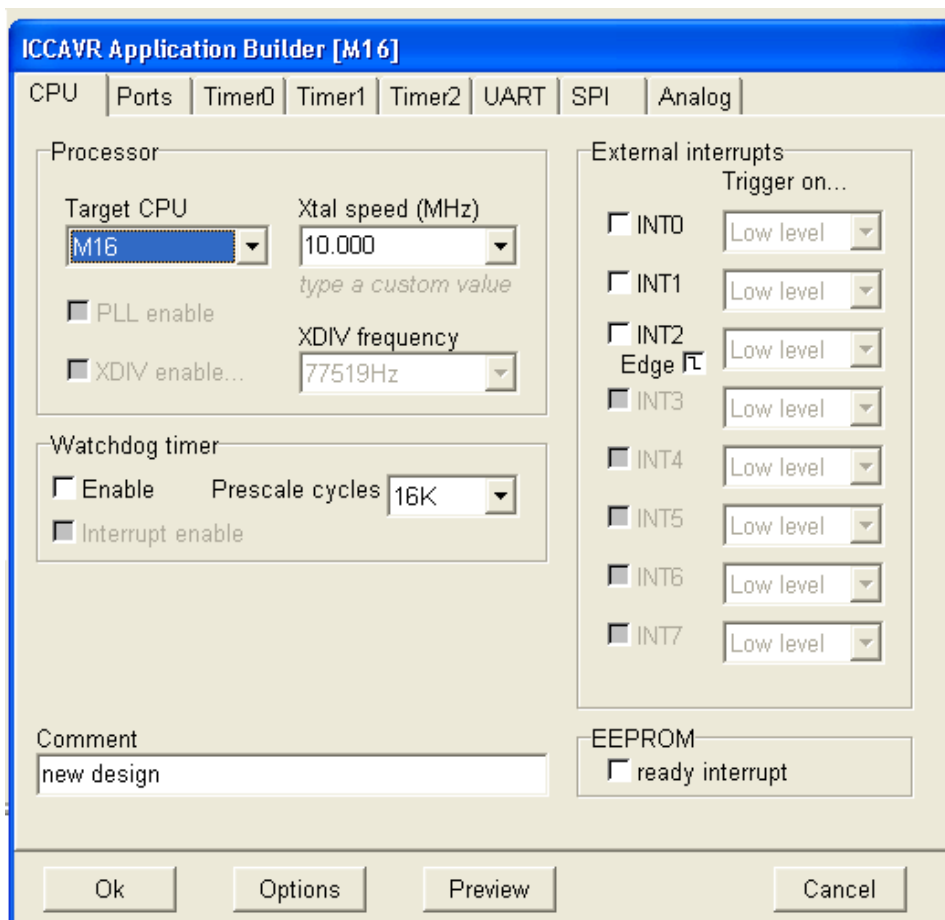 ICCAVR Application Builder [M16]
CPU Ports Timer0 Timer1 Timer2 UART SPI Analog
Processor
Target CPU Xtal speed (MHz)
M16 10.000
type a custom value
PLL enable
XDIV frequency
XDIV enable... 77519Hz
Watchdog timer
Enable Prescale cycles 16K
Interrupt enable
External interrupts
Trigger on...
INT0 Low level
INT1 Low level
INT2 Low level
Edge
INT3 Low level
INT4 Low level
INT5 Low level
INT6 Low level
INT7 Low level
Comment
new design
EEPROM
ready interrupt
Ok Options Preview Cancel